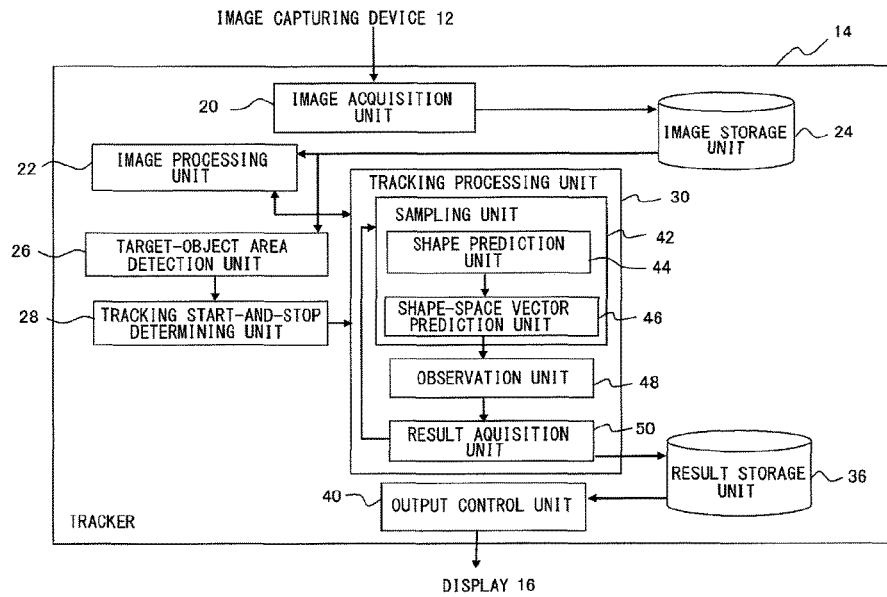 IMAGE CAPTURING DEVICE 12
14
20
IMAGE ACQUISITION
UNIT
IMAGE STORAGE
UNIT
24
22
IMAGE PROCESSING
UNIT
TRACKING PROCESSING UNIT
30
SAMPLING UNIT
42
26
TARGET-OBJECT AREA
DETECTION UNIT
SHAPE PREDICTION
UNIT
44
28
TRACKING START-AND-STOP
DETERMINING UNIT
SHAPE-SPACE VECTOR
PREDICTION UNIT
46
OBSERVATION UNIT
48
RESULT AQUISITION
UNIT
50
RESULT STORAGE
UNIT
36
40
OUTPUT CONTROL UNIT
TRACKER
DISPLAY 16